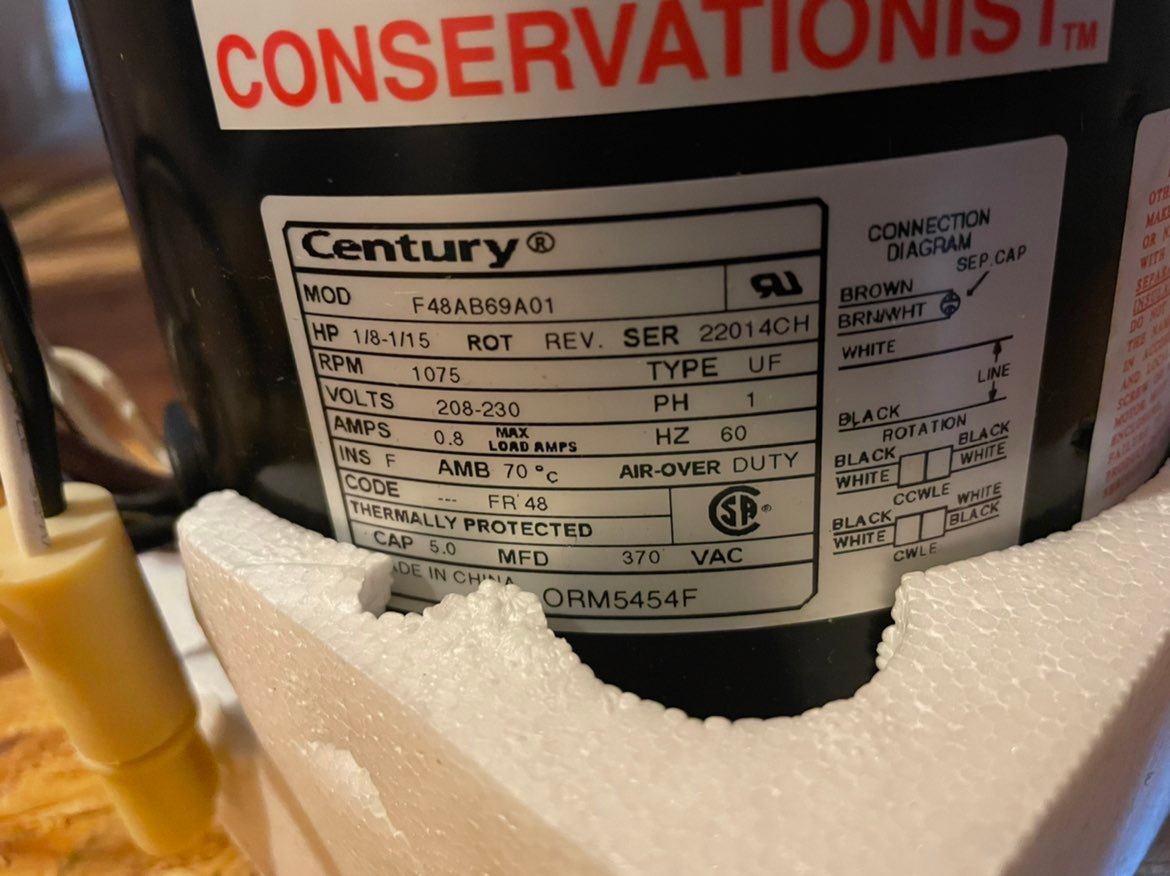 CONSERVATIONIST™
Century®
MOD F48AB69A01
HP 1/8-1/15 ROT REV. SER 22014CH
RPM 1075 TYPE UF
VOLTS 208-230 PH 1
AMPS 0.8 MAX LOAD AMPS HZ 60
INS F AMB 70 °C AIR-OVER DUTY
CODE --- FR 48
THERMALLY PROTECTED
CAP 5.0 MFD 370 VAC
DE IN CHINA ORM5454F
CONNECTION
DIAGRAM
SEP.CAP
BROWN
BRN/WHT
WHITE
LINE
BLACK
ROTATION
BLACK BLACK
WHITE WHITE
CCWLE
BLACK WHITE
WHITE BLACK
CWLE